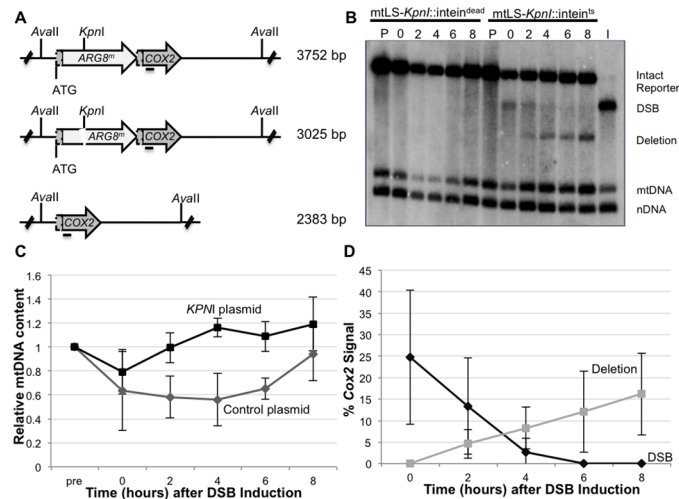 A
AvaII KpnI AvaII
ARG8m COX2
3752 bp
ATG
AvaII KpnI AvaII
ARG8m COX2
3025 bp
ATG
AvaII AvaII
COX2
2383 bp
B
mtLS-KpnI::inteindead mtLS-KpnI::inteints
P 0 2 4 6 8 P 0 2 4 6 8 I
Intact
Reporter
DSB
Deletion
mtDNA
nDNA
C
Relative mtDNA content
1.6
1.4
1.2
1
0.8
0.6
0.4
0.2
0
KPNI plasmid
Control plasmid
pre 0 2 4 6 8
Time (hours) after DSB Induction
D
% Cox2 Signal
45
40
35
30
25
20
15
10
5
0
Deletion
DSB
0 2 4 6 8
Time (hours) after DSB Induction